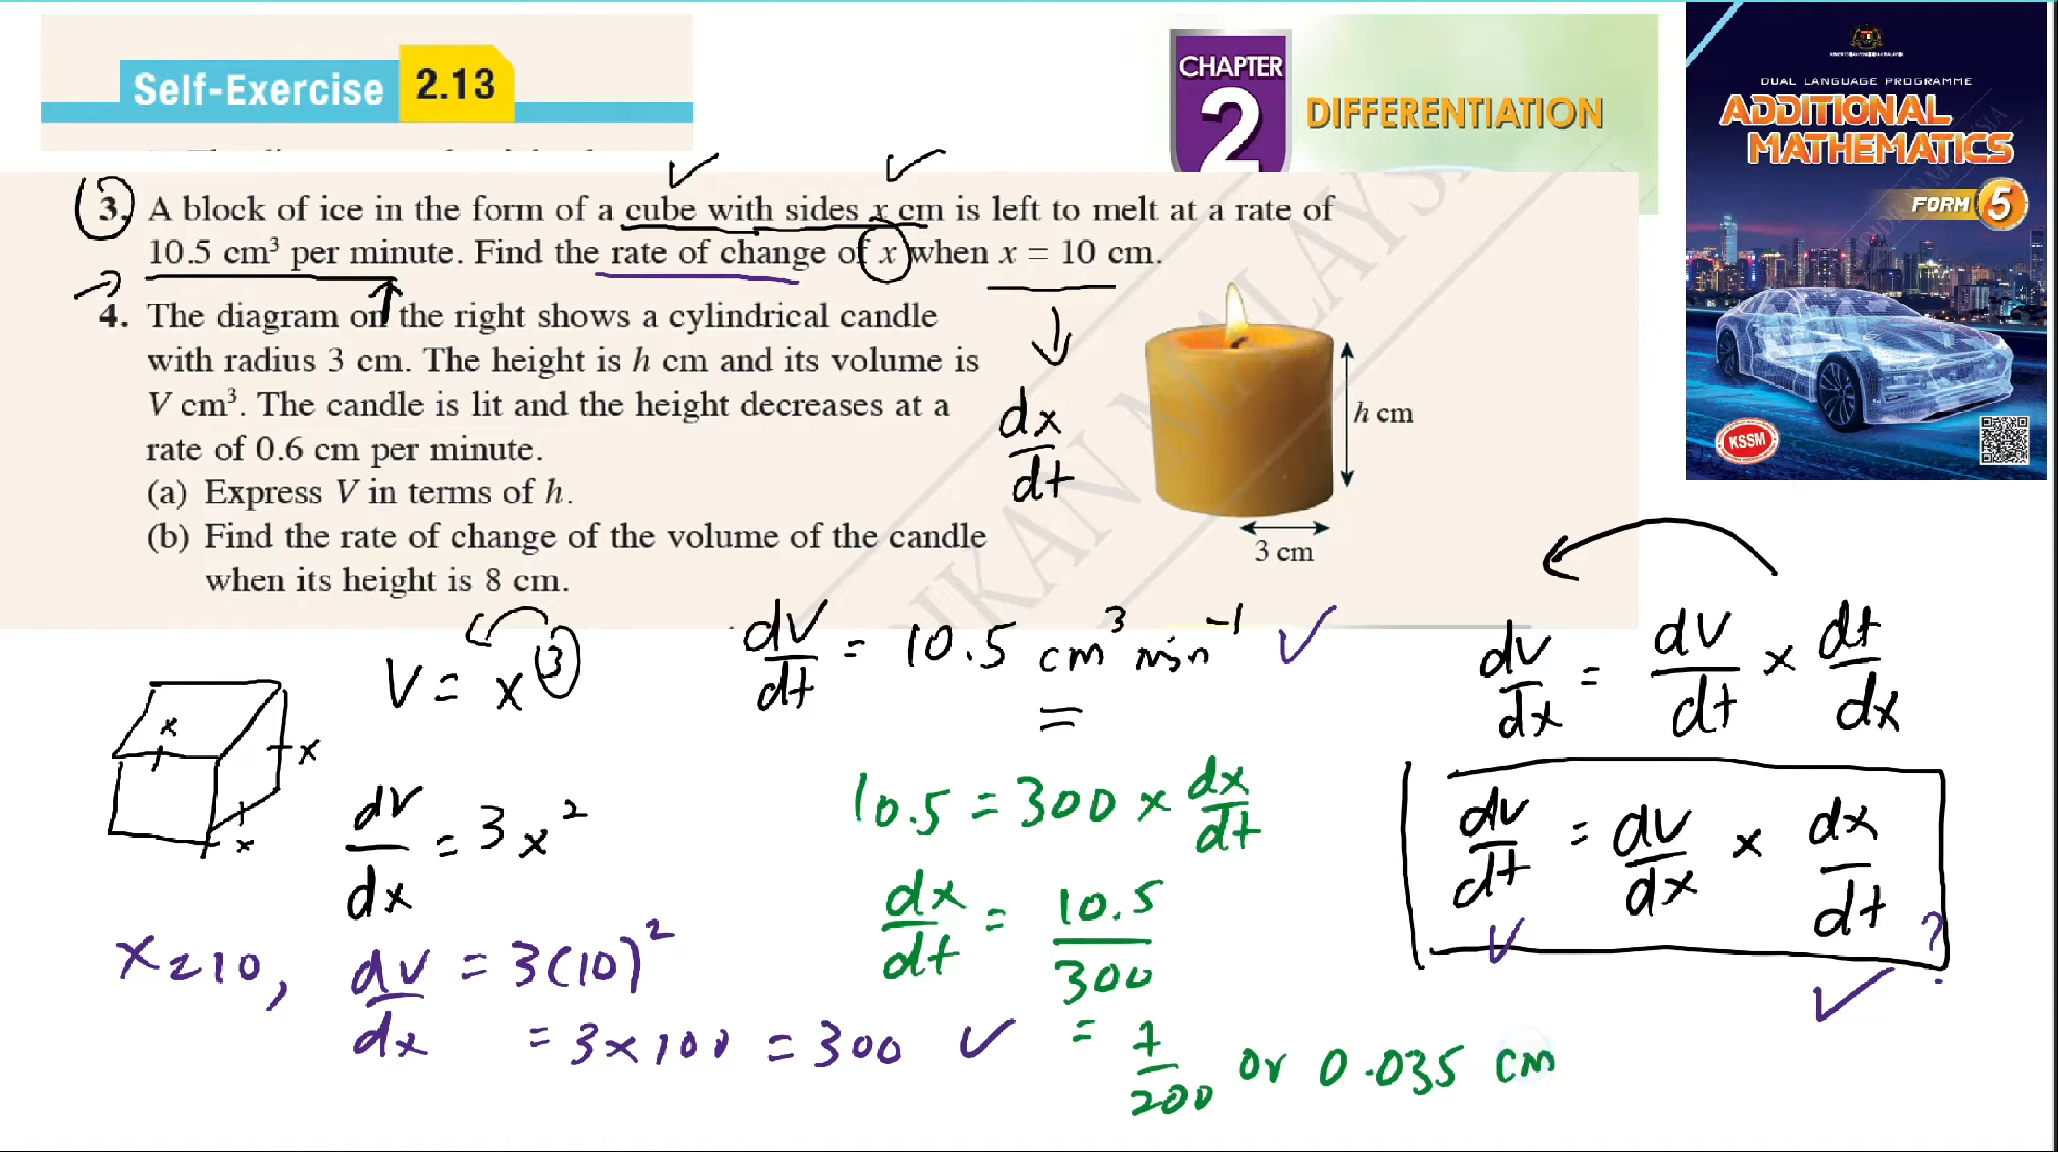 Self-Exercise 2.13
CHAPTER
2
DIFFERENTIATION
DUAL LANGUAGE PROGRAMME
ADDITIONAL
MATHEMATICS
FORM 5
KSSM
3. A block of ice in the form of a cube with sides x cm is left to melt at a rate of
10.5 cm³ per minute. Find the rate of change of x when x = 10 cm.
4. The diagram on the right shows a cylindrical candle
with radius 3 cm. The height is h cm and its volume is
V cm³. The candle is lit and the height decreases at a
rate of 0.6 cm per minute.
(a) Express V in terms of h.
(b) Find the rate of change of the volume of the candle
when its height is 8 cm.
h cm
3 cm
dx/dt
x
x
x
V = x³
dV/dx = 3x²
x = 10, dV/dx = 3(10)²
= 3 × 100 = 300
dV/dt = 10.5 cm³ min⁻¹
=
10.5 = 300 × dx/dt
dx/dt = 10.5/300
= 7/200 or 0.035 cm
dV/dx = dV/dt × dt/dx
dV/dt = dV/dx × dx/dt
?